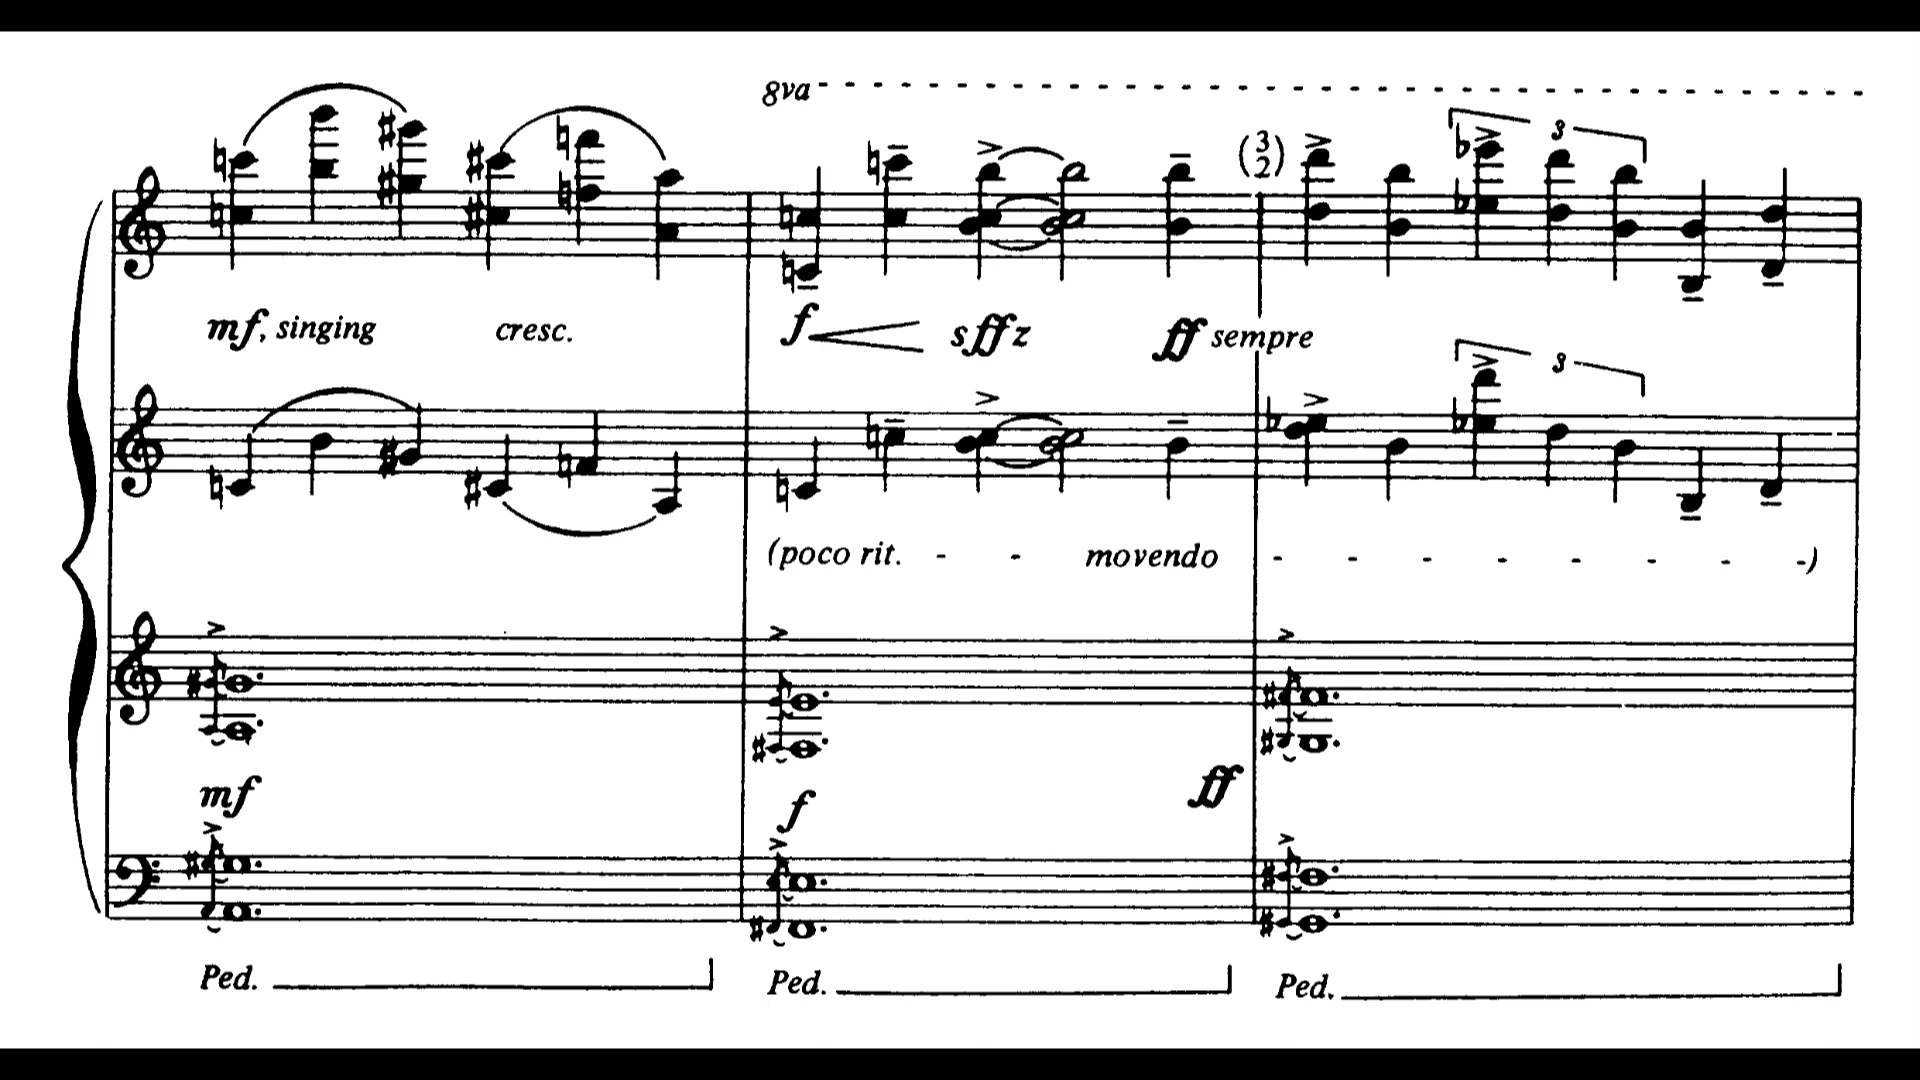 8va
(3/2)
3
mf, singing cresc. f sffz ff sempre
3
(poco rit. - - movendo - - - - - - - -)
mf f ff
Ped. Ped. Ped.